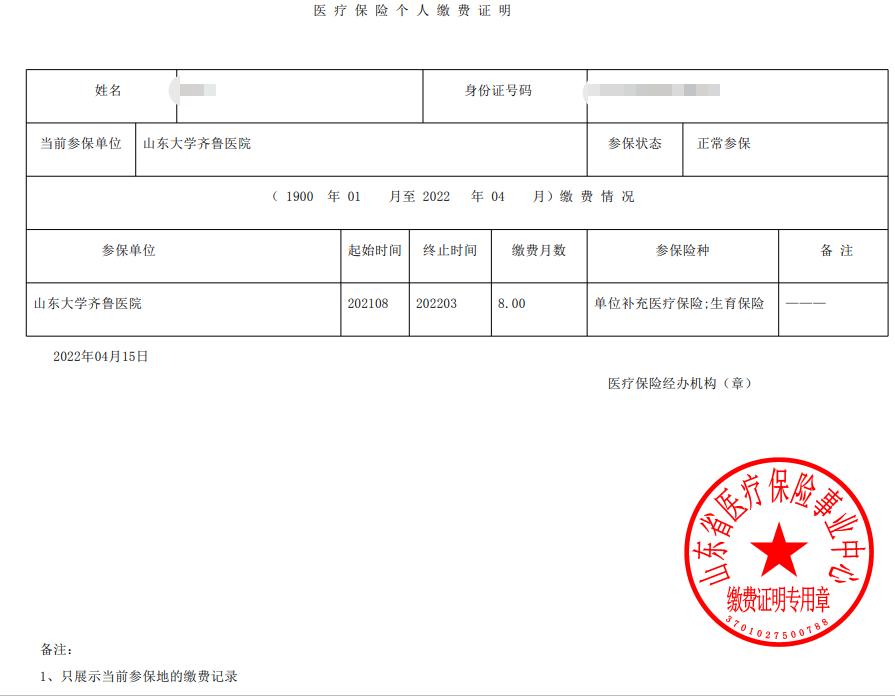 医 疗 保 险 个 人 缴 费 证 明
姓名 身份证号码
当前参保单位 山东大学齐鲁医院 参保状态 正常参保
( 1900 年 01 月至 2022 年 04 月) 缴 费 情 况
参保单位 起始时间 终止时间 缴费月数 参保险种 备 注
山东大学齐鲁医院 202108 202203 8.00 单位补充医疗保险;生育保险 ———
2022年04月15日
医疗保险经办机构（章）
山东省医疗保险事业中心
缴费证明专用章
3701027500788
备注:
1、只展示当前参保地的缴费记录